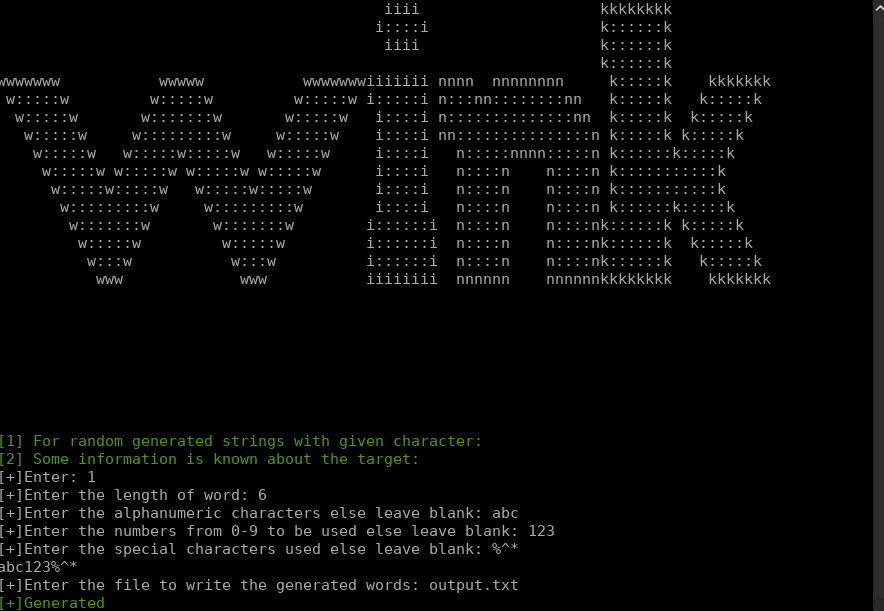 iiii                    kkkkkkkk
                                          i::::i                   k::::::k
                                           iiii                    k::::::k
                                                                   k::::::k
wwwwwww           wwwww           wwwwwwwiiiiiii nnnn  nnnnnnnn     k:::::k    kkkkkkk
 w:::::w         w:::::w         w:::::w i:::::i n:::nn::::::::nn   k:::::k   k:::::k
  w:::::w       w:::::::w       w:::::w   i::::i n::::::::::::::nn  k:::::k  k:::::k
   w:::::w     w:::::::::w     w:::::w    i::::i nn:::::::::::::::n k:::::k k:::::k
    w:::::w   w:::::w:::::w   w:::::w     i::::i   n:::::nnnn:::::n k::::::k:::::k
     w:::::w w:::::w w:::::w w:::::w      i::::i   n::::n    n::::n k:::::::::::k
      w:::::w:::::w   w:::::w:::::w       i::::i   n::::n    n::::n k:::::::::::k
       w:::::::::w     w:::::::::w        i::::i   n::::n    n::::n k::::::k:::::k
        w:::::::w       w:::::::w        i::::::i  n::::n    n::::nk::::::k k:::::k
         w:::::w         w:::::w         i::::::i  n::::n    n::::nk::::::k  k:::::k
          w:::w           w:::w          i::::::i  n::::n    n::::nk::::::k   k:::::k
           www             www           iiiiiiii  nnnnnn    nnnnnnkkkkkkkk    kkkkkkk
[1] For random generated strings with given character:
[2] Some information is known about the target:
[+]Enter: 1
[+]Enter the length of word: 6
[+]Enter the alphanumeric characters else leave blank: abc
[+]Enter the numbers from 0-9 to be used else leave blank: 123
[+]Enter the special characters used else leave blank: %^*
abc123%^*
[+]Enter the file to write the generated words: output.txt
[+]Generated